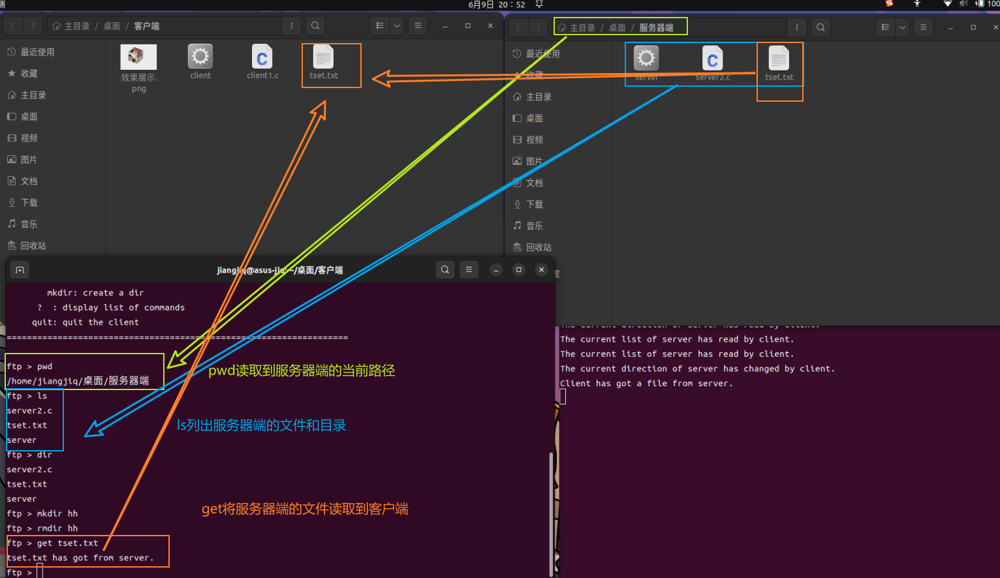 6月9日 20：52
100
主目录 / 桌面 / 客户端
主目录 / 桌面 / 服务器端
最近使用
收藏
主目录
桌面
视频
图片
文档
下载
音乐
回收站
效果展示.
png
client
client1.c
tset.txt
最近使用
收藏
主目录
桌面
视频
图片
文档
下载
音乐
回收站
置
server
server2.c
tset.txt
jiangjiq@asus-jiq: ~/桌面/客户端
mkdir: create a dir
? : display list of commands
quit: quit the client
===================================================================
ftp > pwd
/home/jiangjiq/桌面/服务器端
ftp > ls
server2.c
tset.txt
server
ftp > dir
server2.c
tset.txt
server
ftp > mkdir hh
ftp > rmdir hh
ftp > get tset.txt
tset.txt has got from server.
ftp >
pwd读取到服务器端的当前路径
ls列出服务器端的文件和目录
get将服务器端的文件读取到客户端
The current direction of server has read by client.
The current list of server has read by client.
The current list of server has read by client.
The current direction of server has changed by client.
Client has got a file from server.